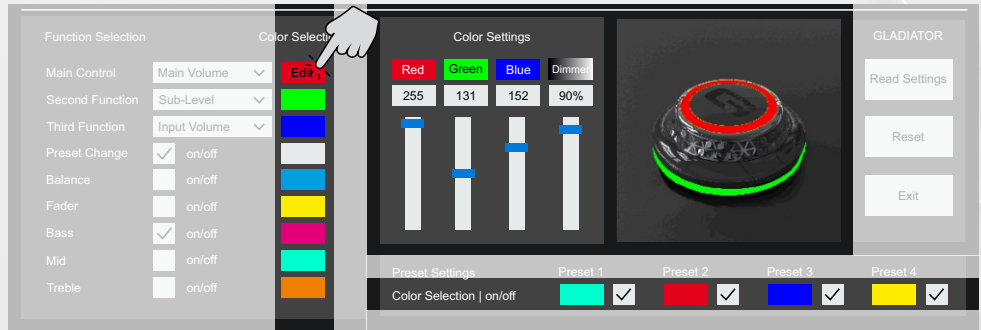 Function Selection
Color Selecti
Main Control
Main Volume
Edit
Second Function
Sub-Level
Third Function
Input Volume
Preset Change
on/off
Balance
on/off
Fader
on/off
Bass
on/off
Mid
on/off
Treble
on/off
Color Settings
Red
Green
Blue
Dimmer
255
131
152
90%
GLADIATOR
Read Settings
Reset
Exit
Preset Settings
Preset 1
Preset 2
Preset 3
Preset 4
Color Selection | on/off